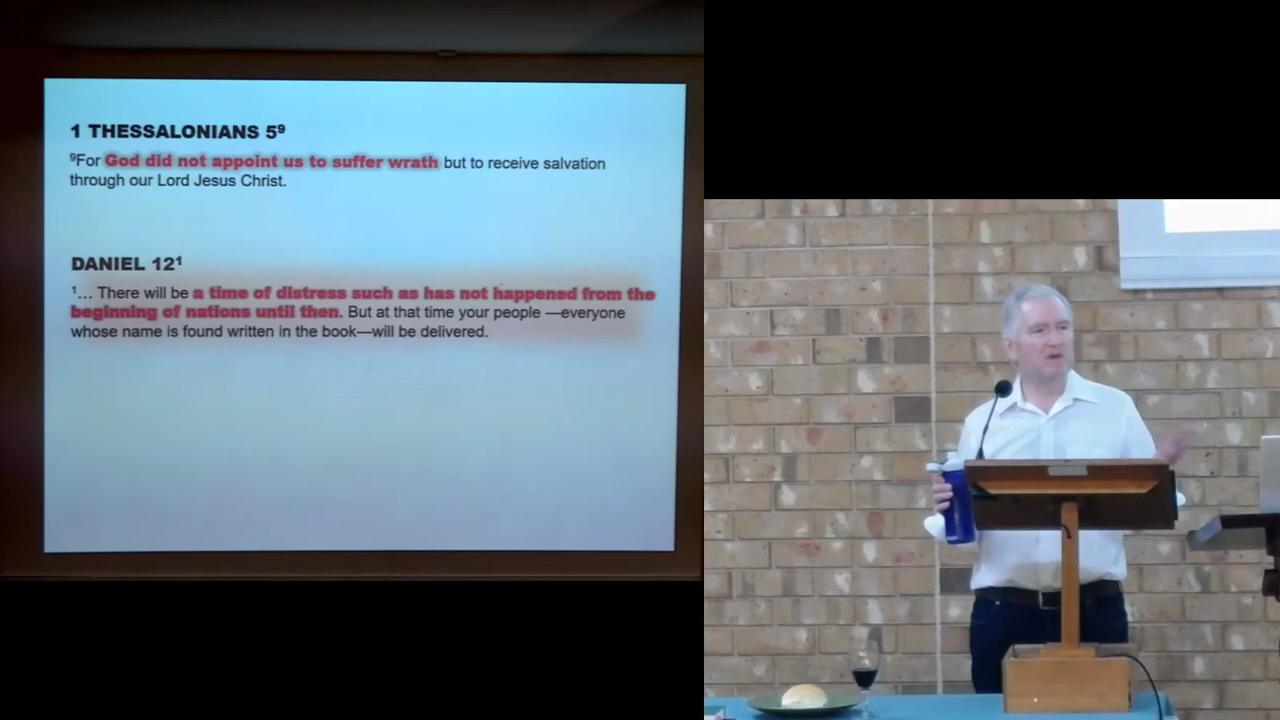 1 THESSALONIANS 5⁹
⁹For God did not appoint us to suffer wrath but to receive salvation
through our Lord Jesus Christ.
DANIEL 12¹
¹… There will be a time of distress such as has not happened from the
beginning of nations until then. But at that time your people —everyone
whose name is found written in the book—will be delivered.